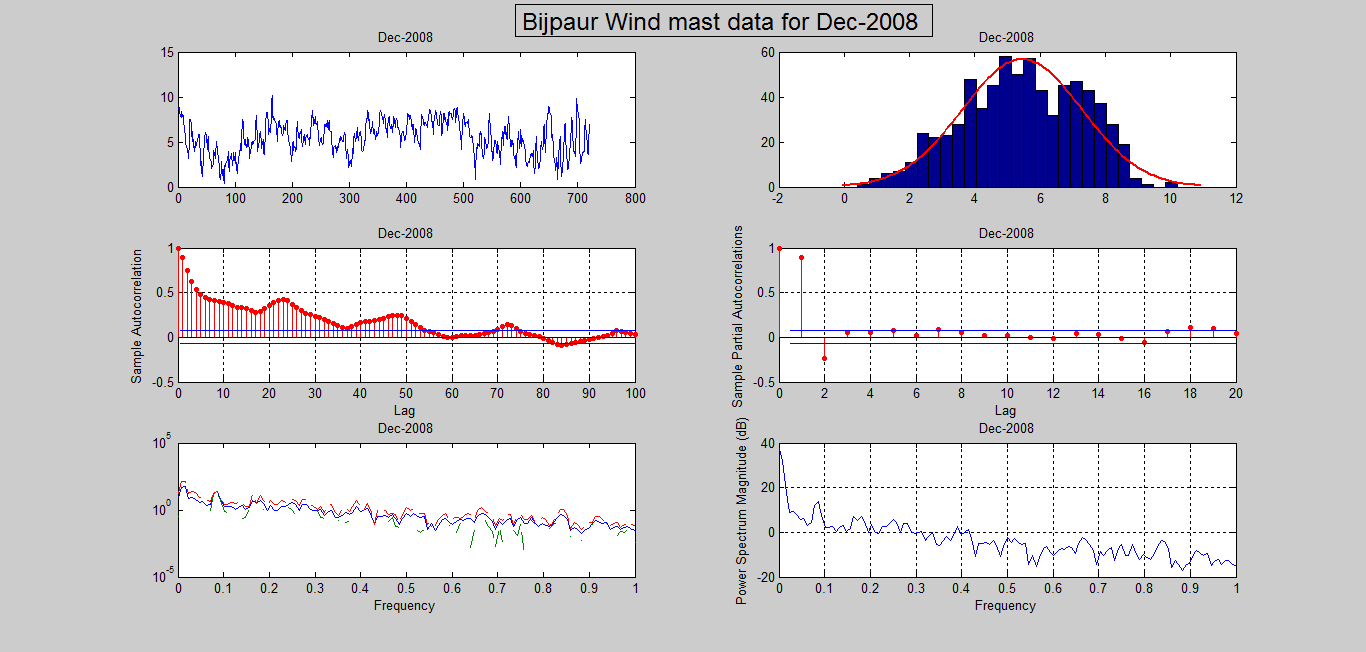 Bijpaur Wind mast data for Dec-2008
Dec-2008
15
10
5
0
0 100 200 300 400 500 600 700 800
Dec-2008
60
40
20
0
-2 0 2 4 6 8 10 12
Dec-2008
Sample Autocorrelation
1
0.5
0
-0.5
0 10 20 30 40 50 60 70 80 90 100
Lag
Dec-2008
Sample Partial Autocorrelations
1
0.5
0
-0.5
0 2 4 6 8 10 12 14 16 18 20
Lag
Dec-2008
10^5
10^0
10^-5
0 0.1 0.2 0.3 0.4 0.5 0.6 0.7 0.8 0.9 1
Frequency
Dec-2008
Power Spectrum Magnitude (dB)
40
20
0
-20
0 0.1 0.2 0.3 0.4 0.5 0.6 0.7 0.8 0.9 1
Frequency